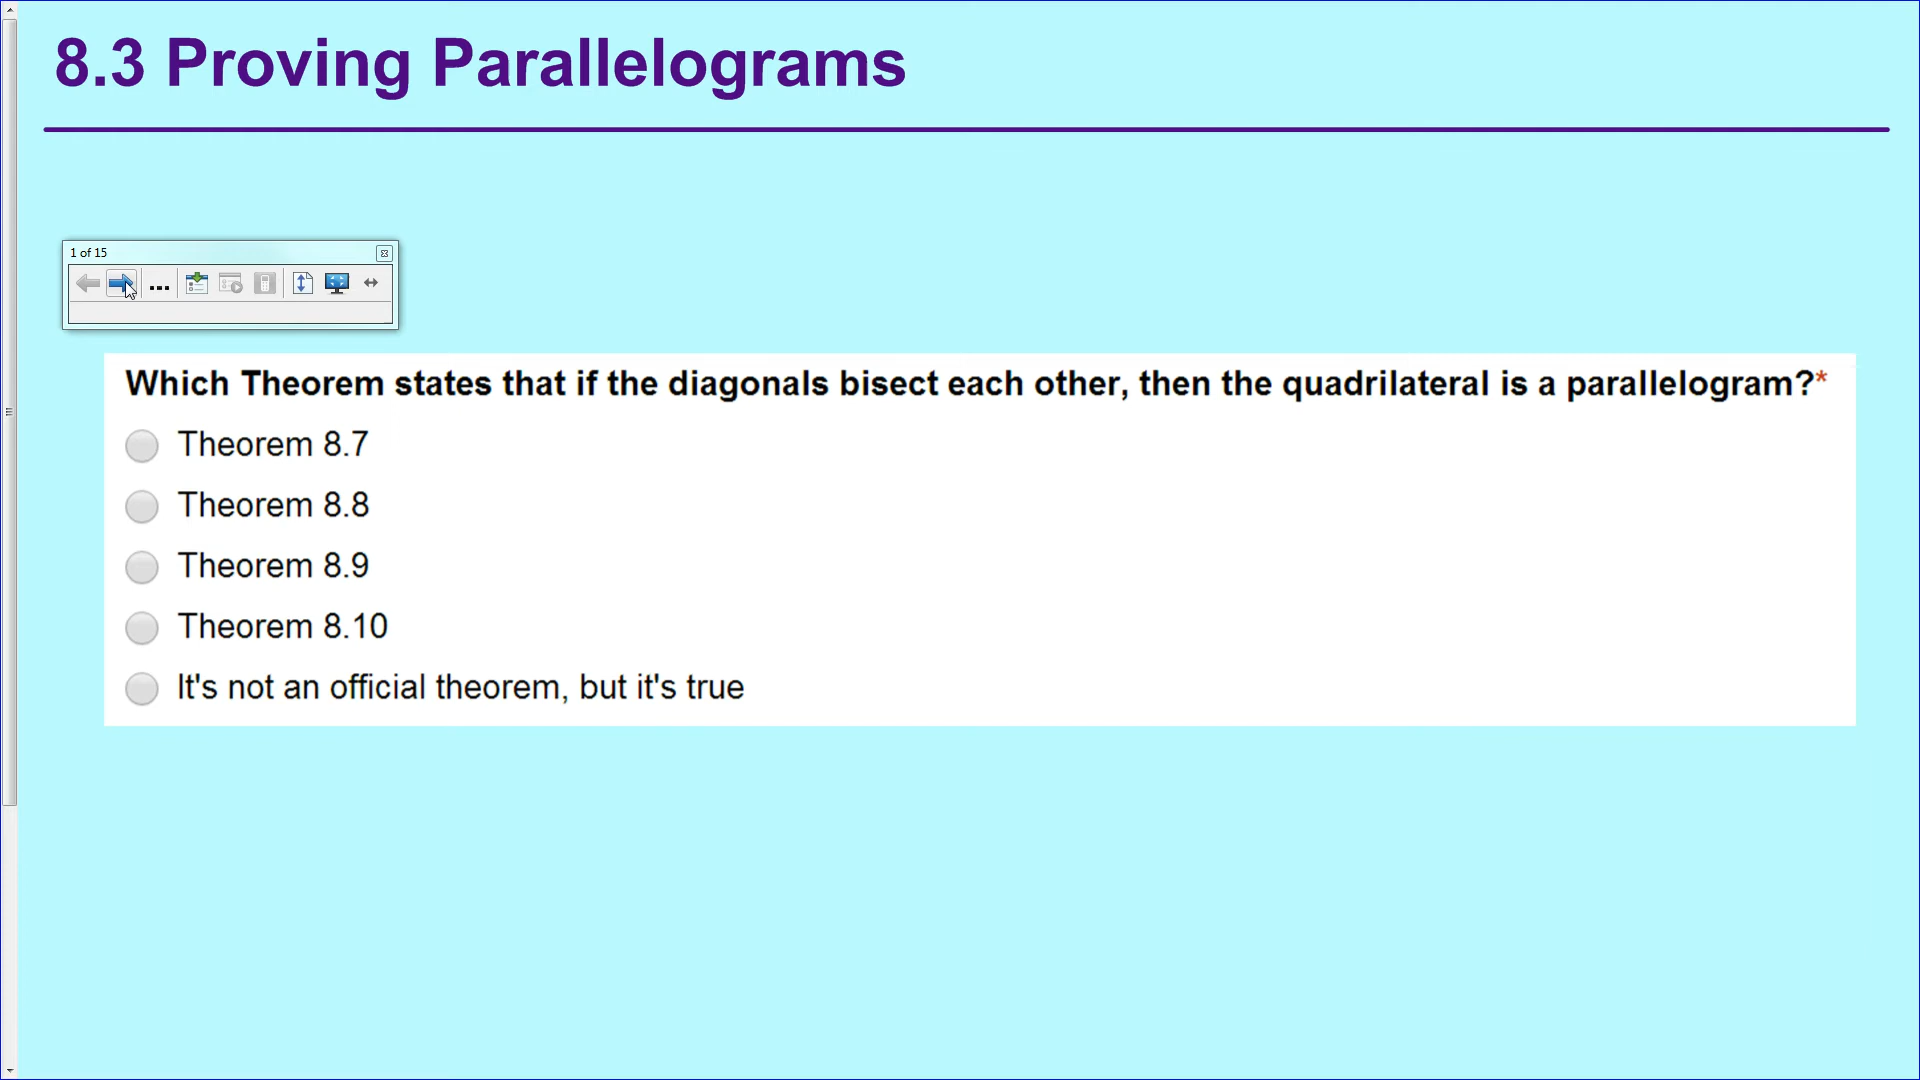 8.3 Proving Parallelograms
1 of 15
Which Theorem states that if the diagonals bisect each other, then the quadrilateral is a parallelogram?*
Theorem 8.7
Theorem 8.8
Theorem 8.9
Theorem 8.10
It's not an official theorem, but it's true